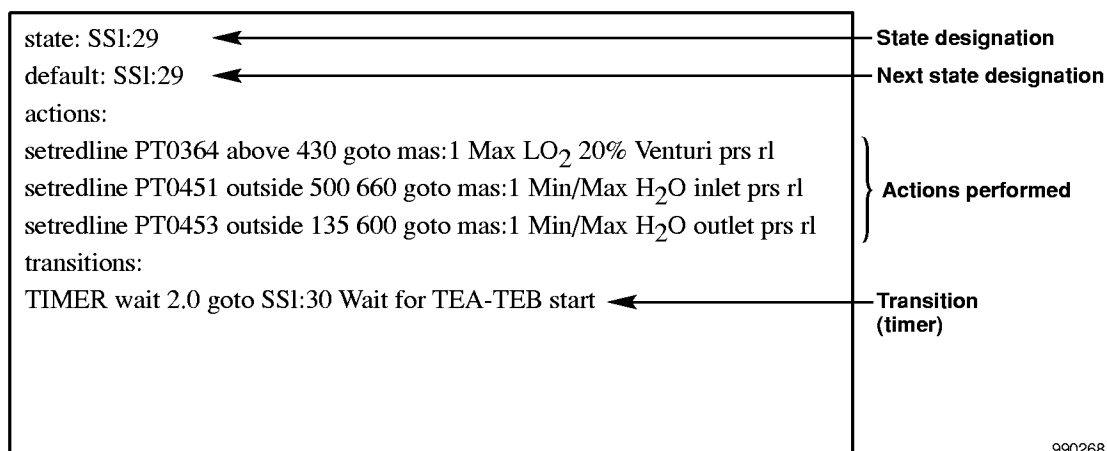 state: SSl:29
State designation
default: SSl:29
Next state designation
actions:
setredline PT0364 above 430 goto mas:1 Max LO2 20% Venturi prs rl
setredline PT0451 outside 500 660 goto mas:1 Min/Max H2O inlet prs rl
setredline PT0453 outside 135 600 goto mas:1 Min/Max H2O outlet prs rl
Actions performed
transitions:
TIMER wait 2.0 goto SSl:30 Wait for TEA-TEB start
Transition
(timer)
990268